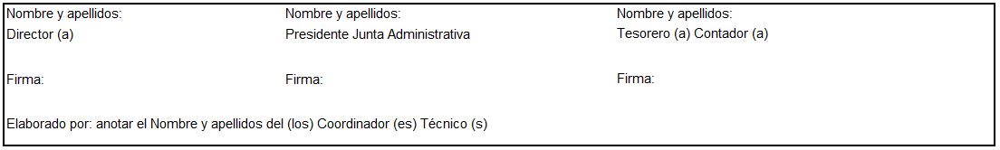 Nombre y apellidos: Nombre y apellidos: Nombre y apellidos:
Director (a) Presidente Junta Administrativa Tesorero (a) Contador (a)
Firma: Firma: Firma:
Elaborado por: anotar el Nombre y apellidos del (los) Coordinador (es) Técnico (s)